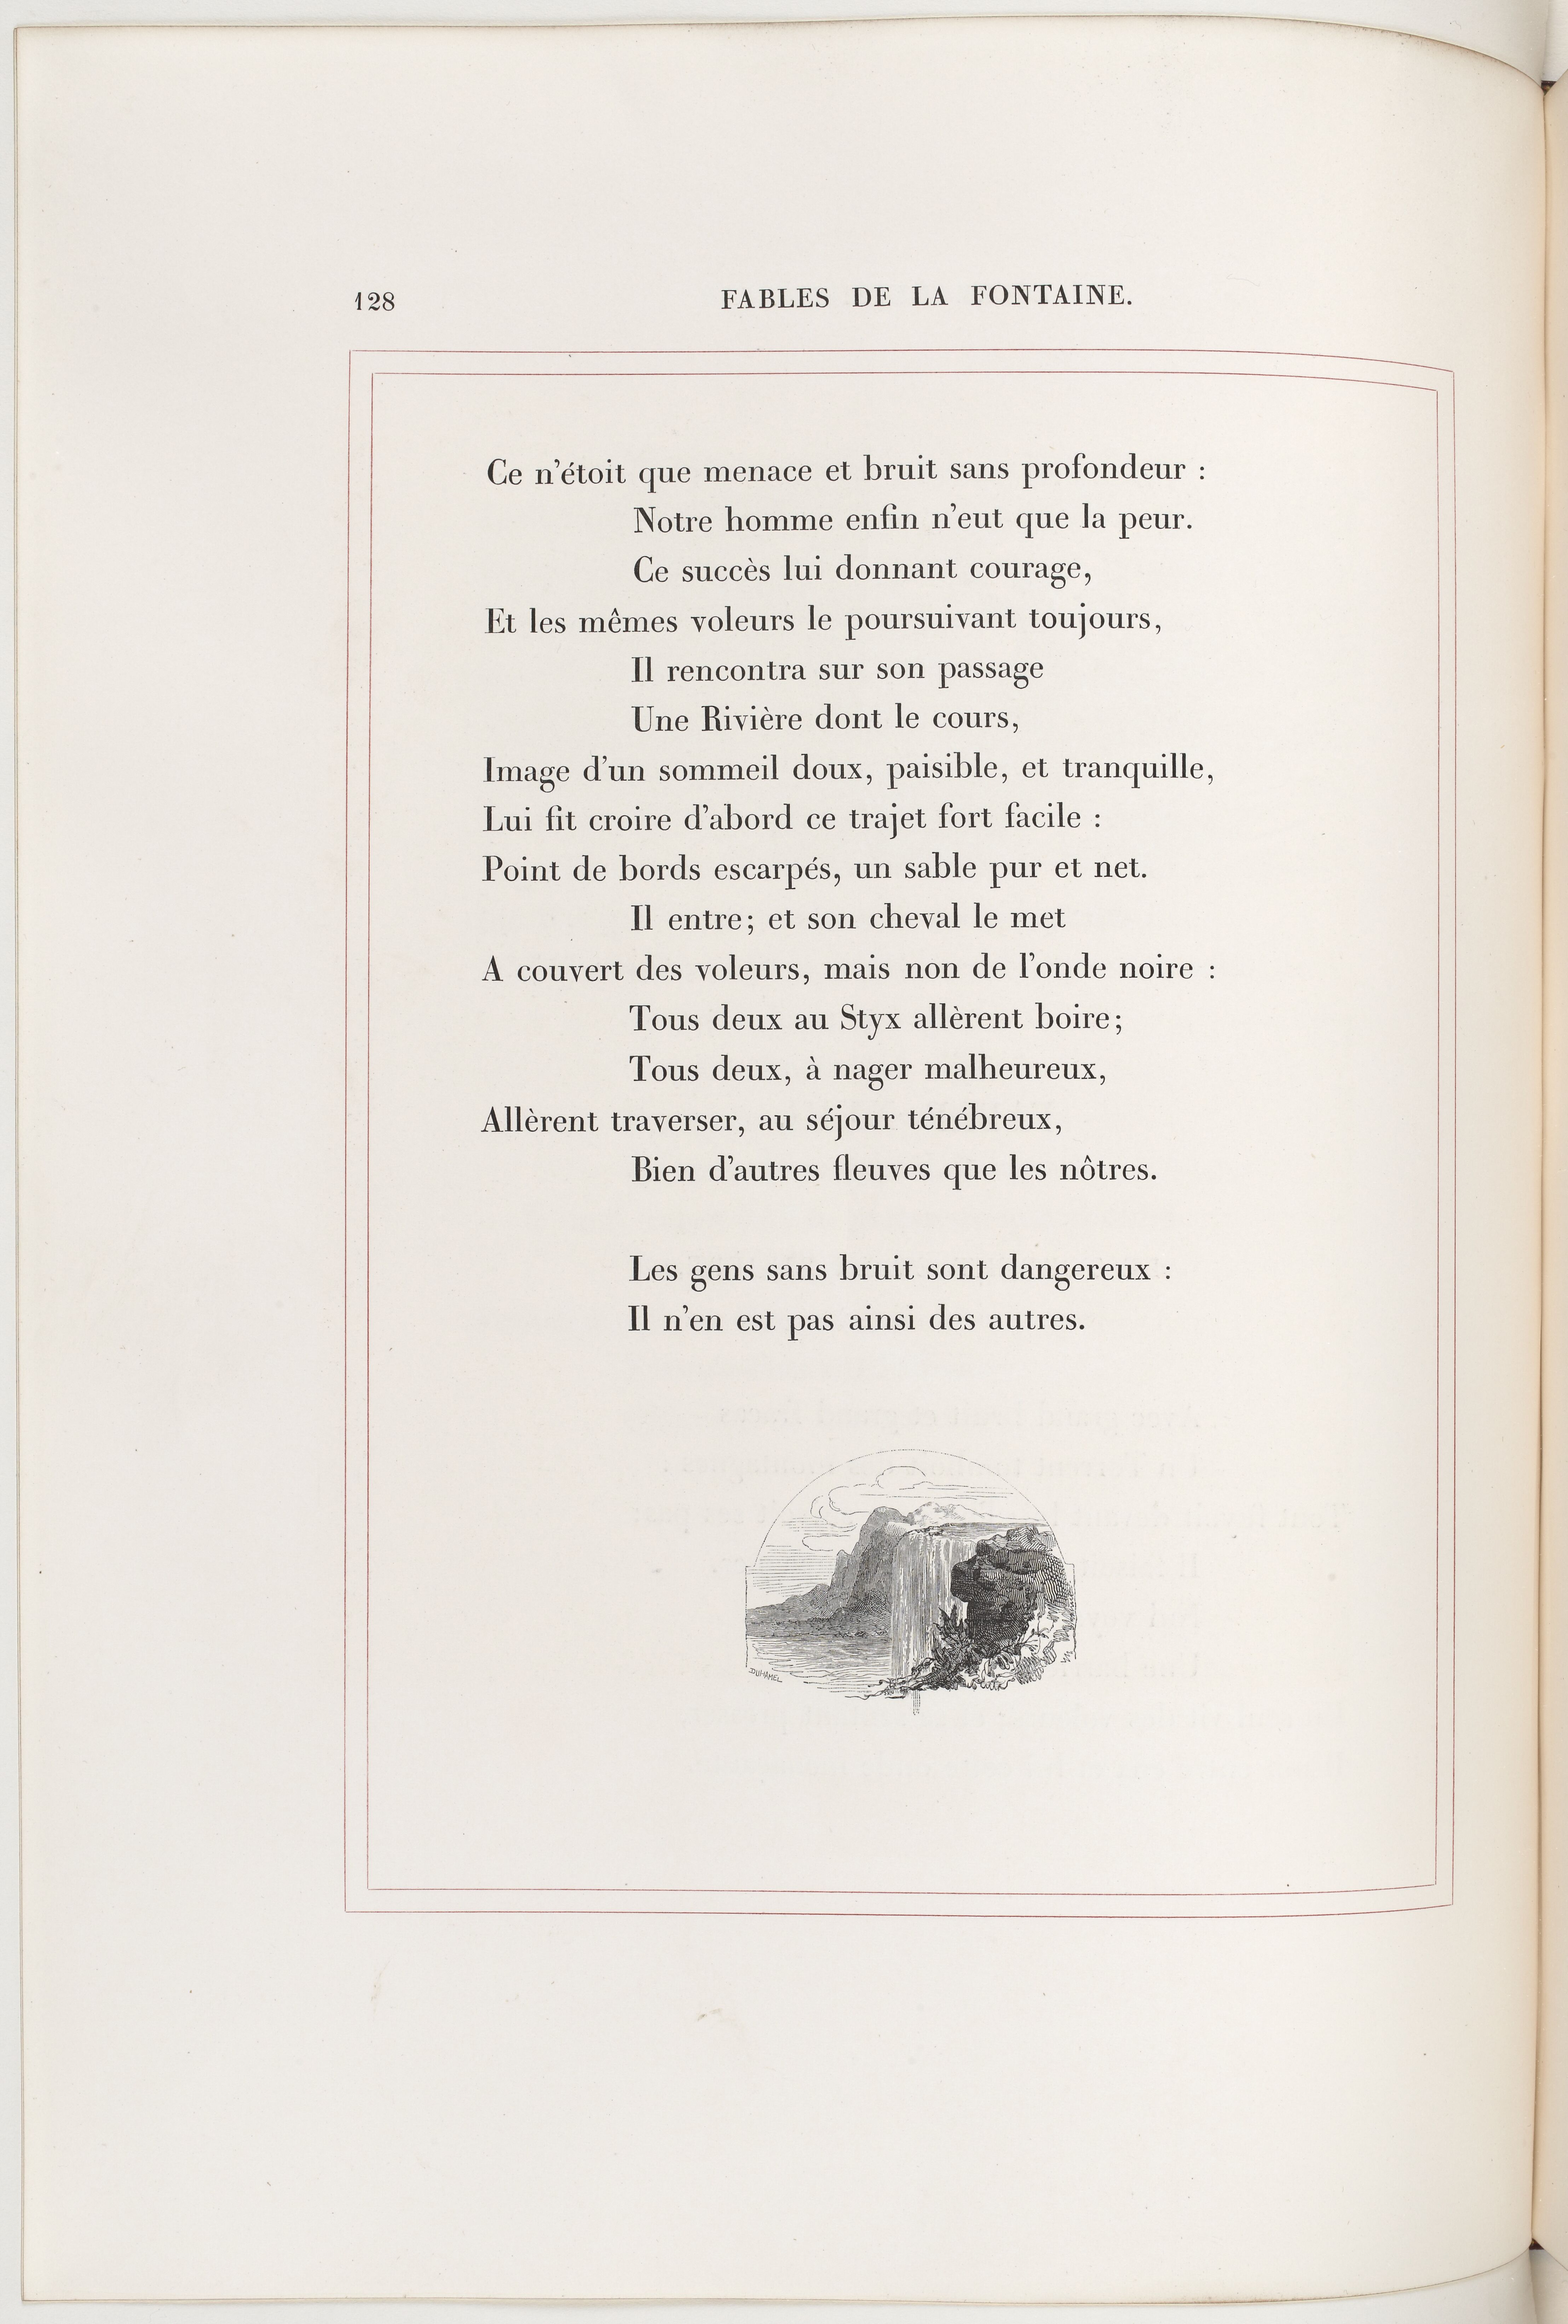 128
FABLES DE LA FONTAINE.
Ce n'étoit que menace et bruit sans profondeur :
Notre homme enfin n'eut que la peur.
Ce succès lui donnant courage,
Et les mêmes voleurs le poursuivant toujours,
Il rencontra sur son passage
Une Rivière dont le cours,
Image d'un sommeil doux, paisible, et tranquille,
Lui fit croire d'abord ce trajet fort facile :
Point de bords escarpés, un sable pur et net.
Il entre; et son cheval le met
A couvert des voleurs, mais non de l'onde noire :
Tous deux au Styx allèrent boire;
Tous deux, à nager malheureux,
Allèrent traverser, au séjour ténébreux,
Bien d'autres fleuves que les nôtres.
Les gens sans bruit sont dangereux :
Il n'en est pas ainsi des autres.
DUHAMEL